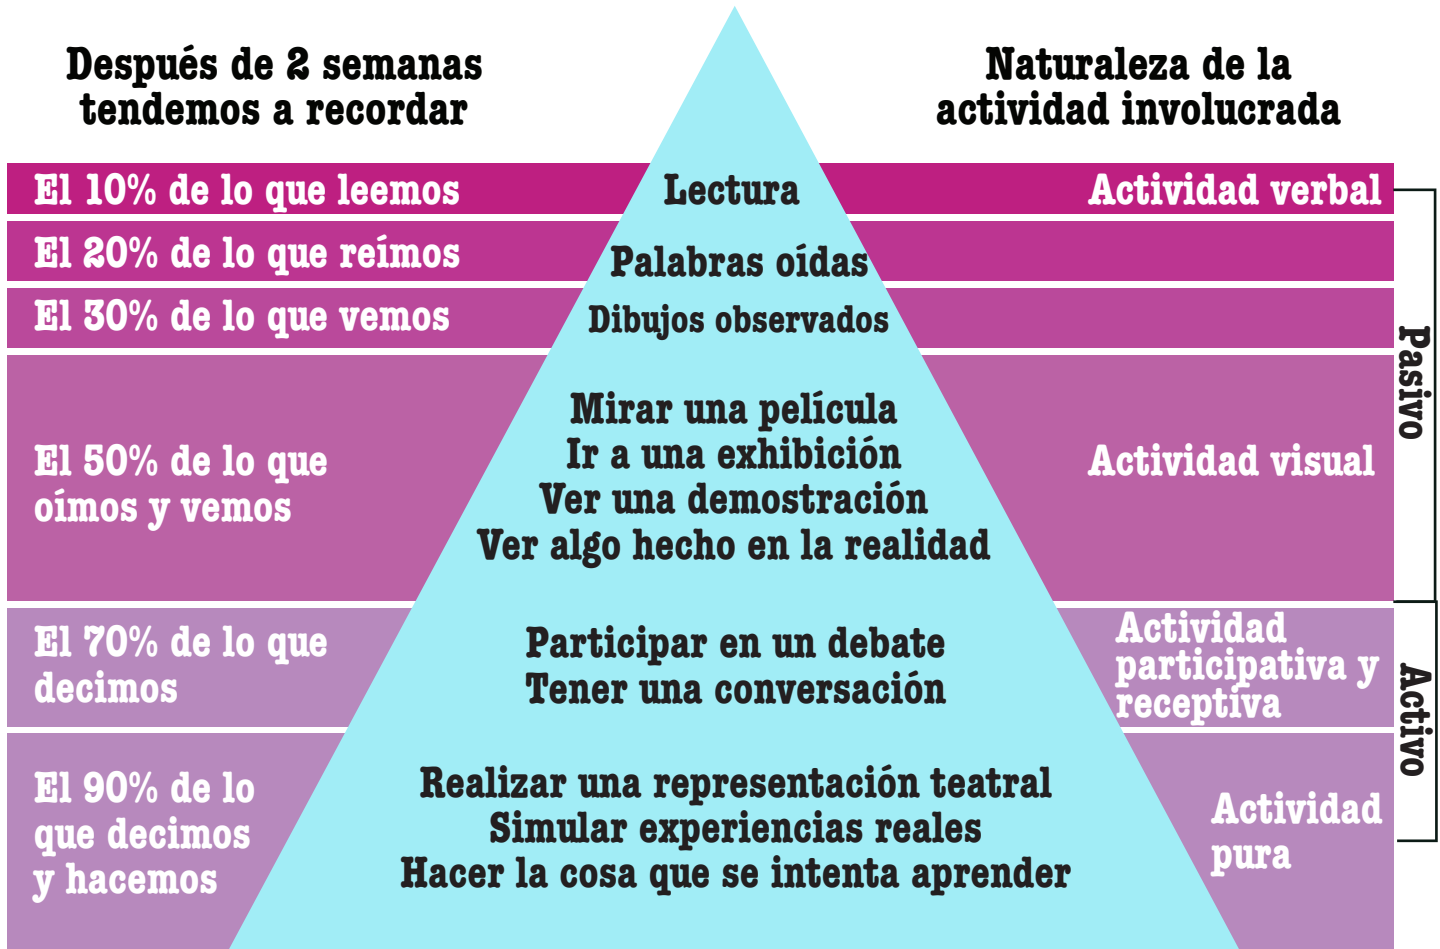 Después de 2 semanas
tendemos a recordar
Naturaleza de la
actividad involucrada
El 10% de lo que leemos
Lectura
Actividad verbal
El 20% de lo que reímos
Palabras oídas
El 30% de lo que vemos
Dibujos observados
El 50% de lo que
oímos y vemos
Mirar una película
Ir a una exhibición
Ver una demostración
Ver algo hecho en la realidad
Actividad visual
Pasivo
El 70% de lo que
decimos
Participar en un debate
Tener una conversación
Actividad
participativa y
receptiva
El 90% de lo
que decimos
y hacemos
Realizar una representación teatral
Simular experiencias reales
Hacer la cosa que se intenta aprender
Actividad
pura
Activo